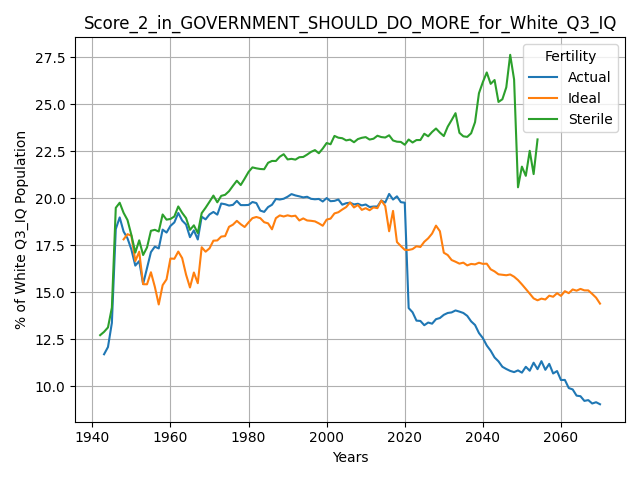 Score_2_in_GOVERNMENT_SHOULD_DO_MORE_for_White_Q3_IQ
Fertility
Actual
Ideal
Sterile
27.5
25.0
22.5
20.0
17.5
15.0
12.5
10.0
% of White Q3_IQ Population
1940 1960 1980 2000 2020 2040 2060
Years